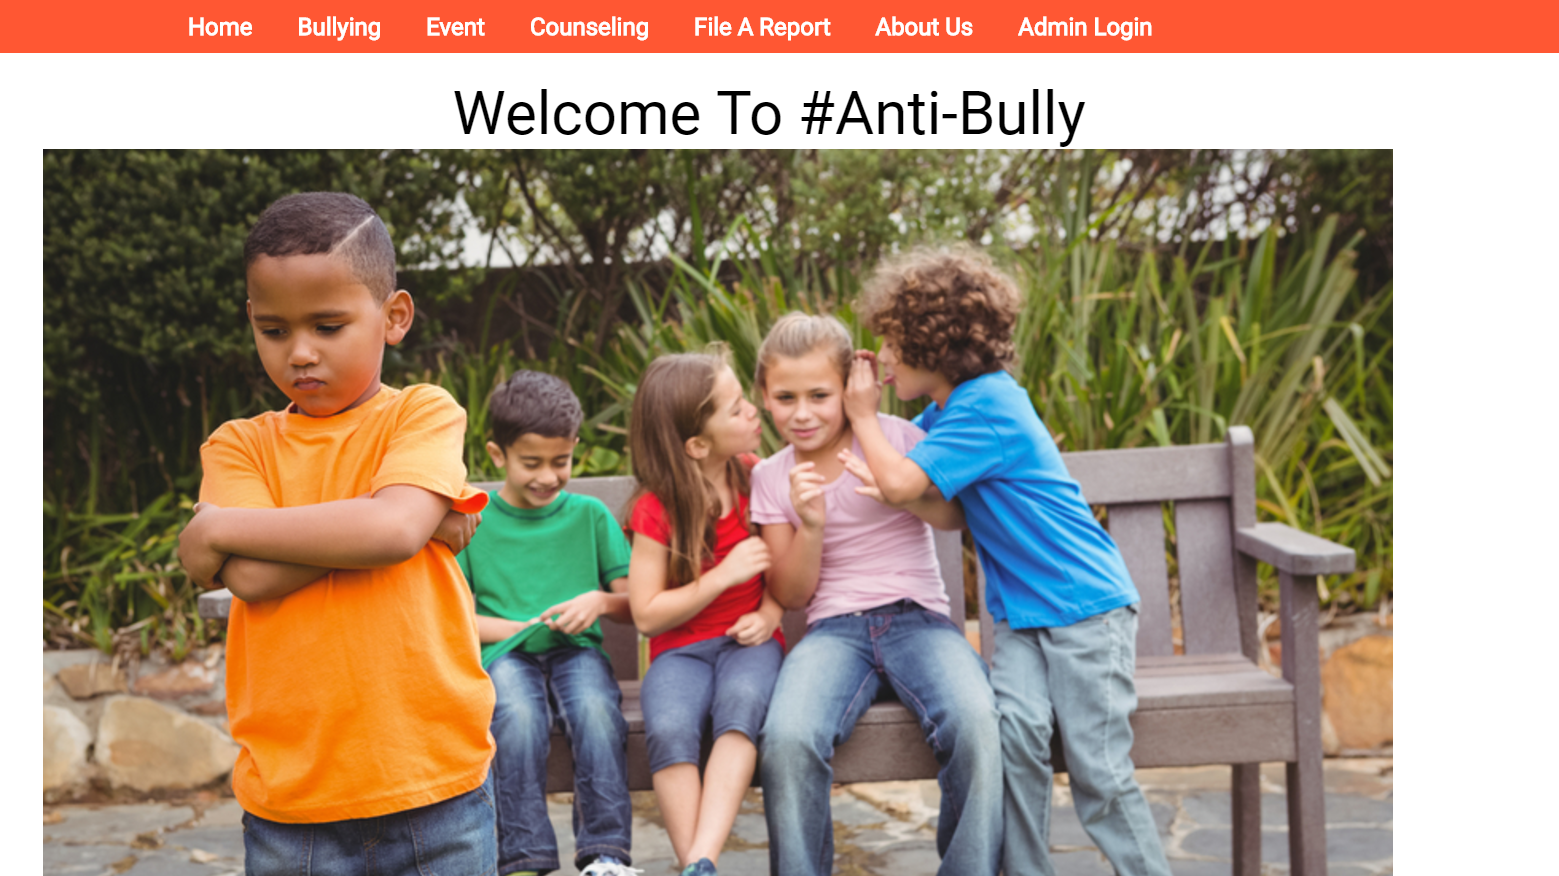 Home Bullying Event Counseling File A Report About Us Admin Login
Welcome To #Anti-Bully